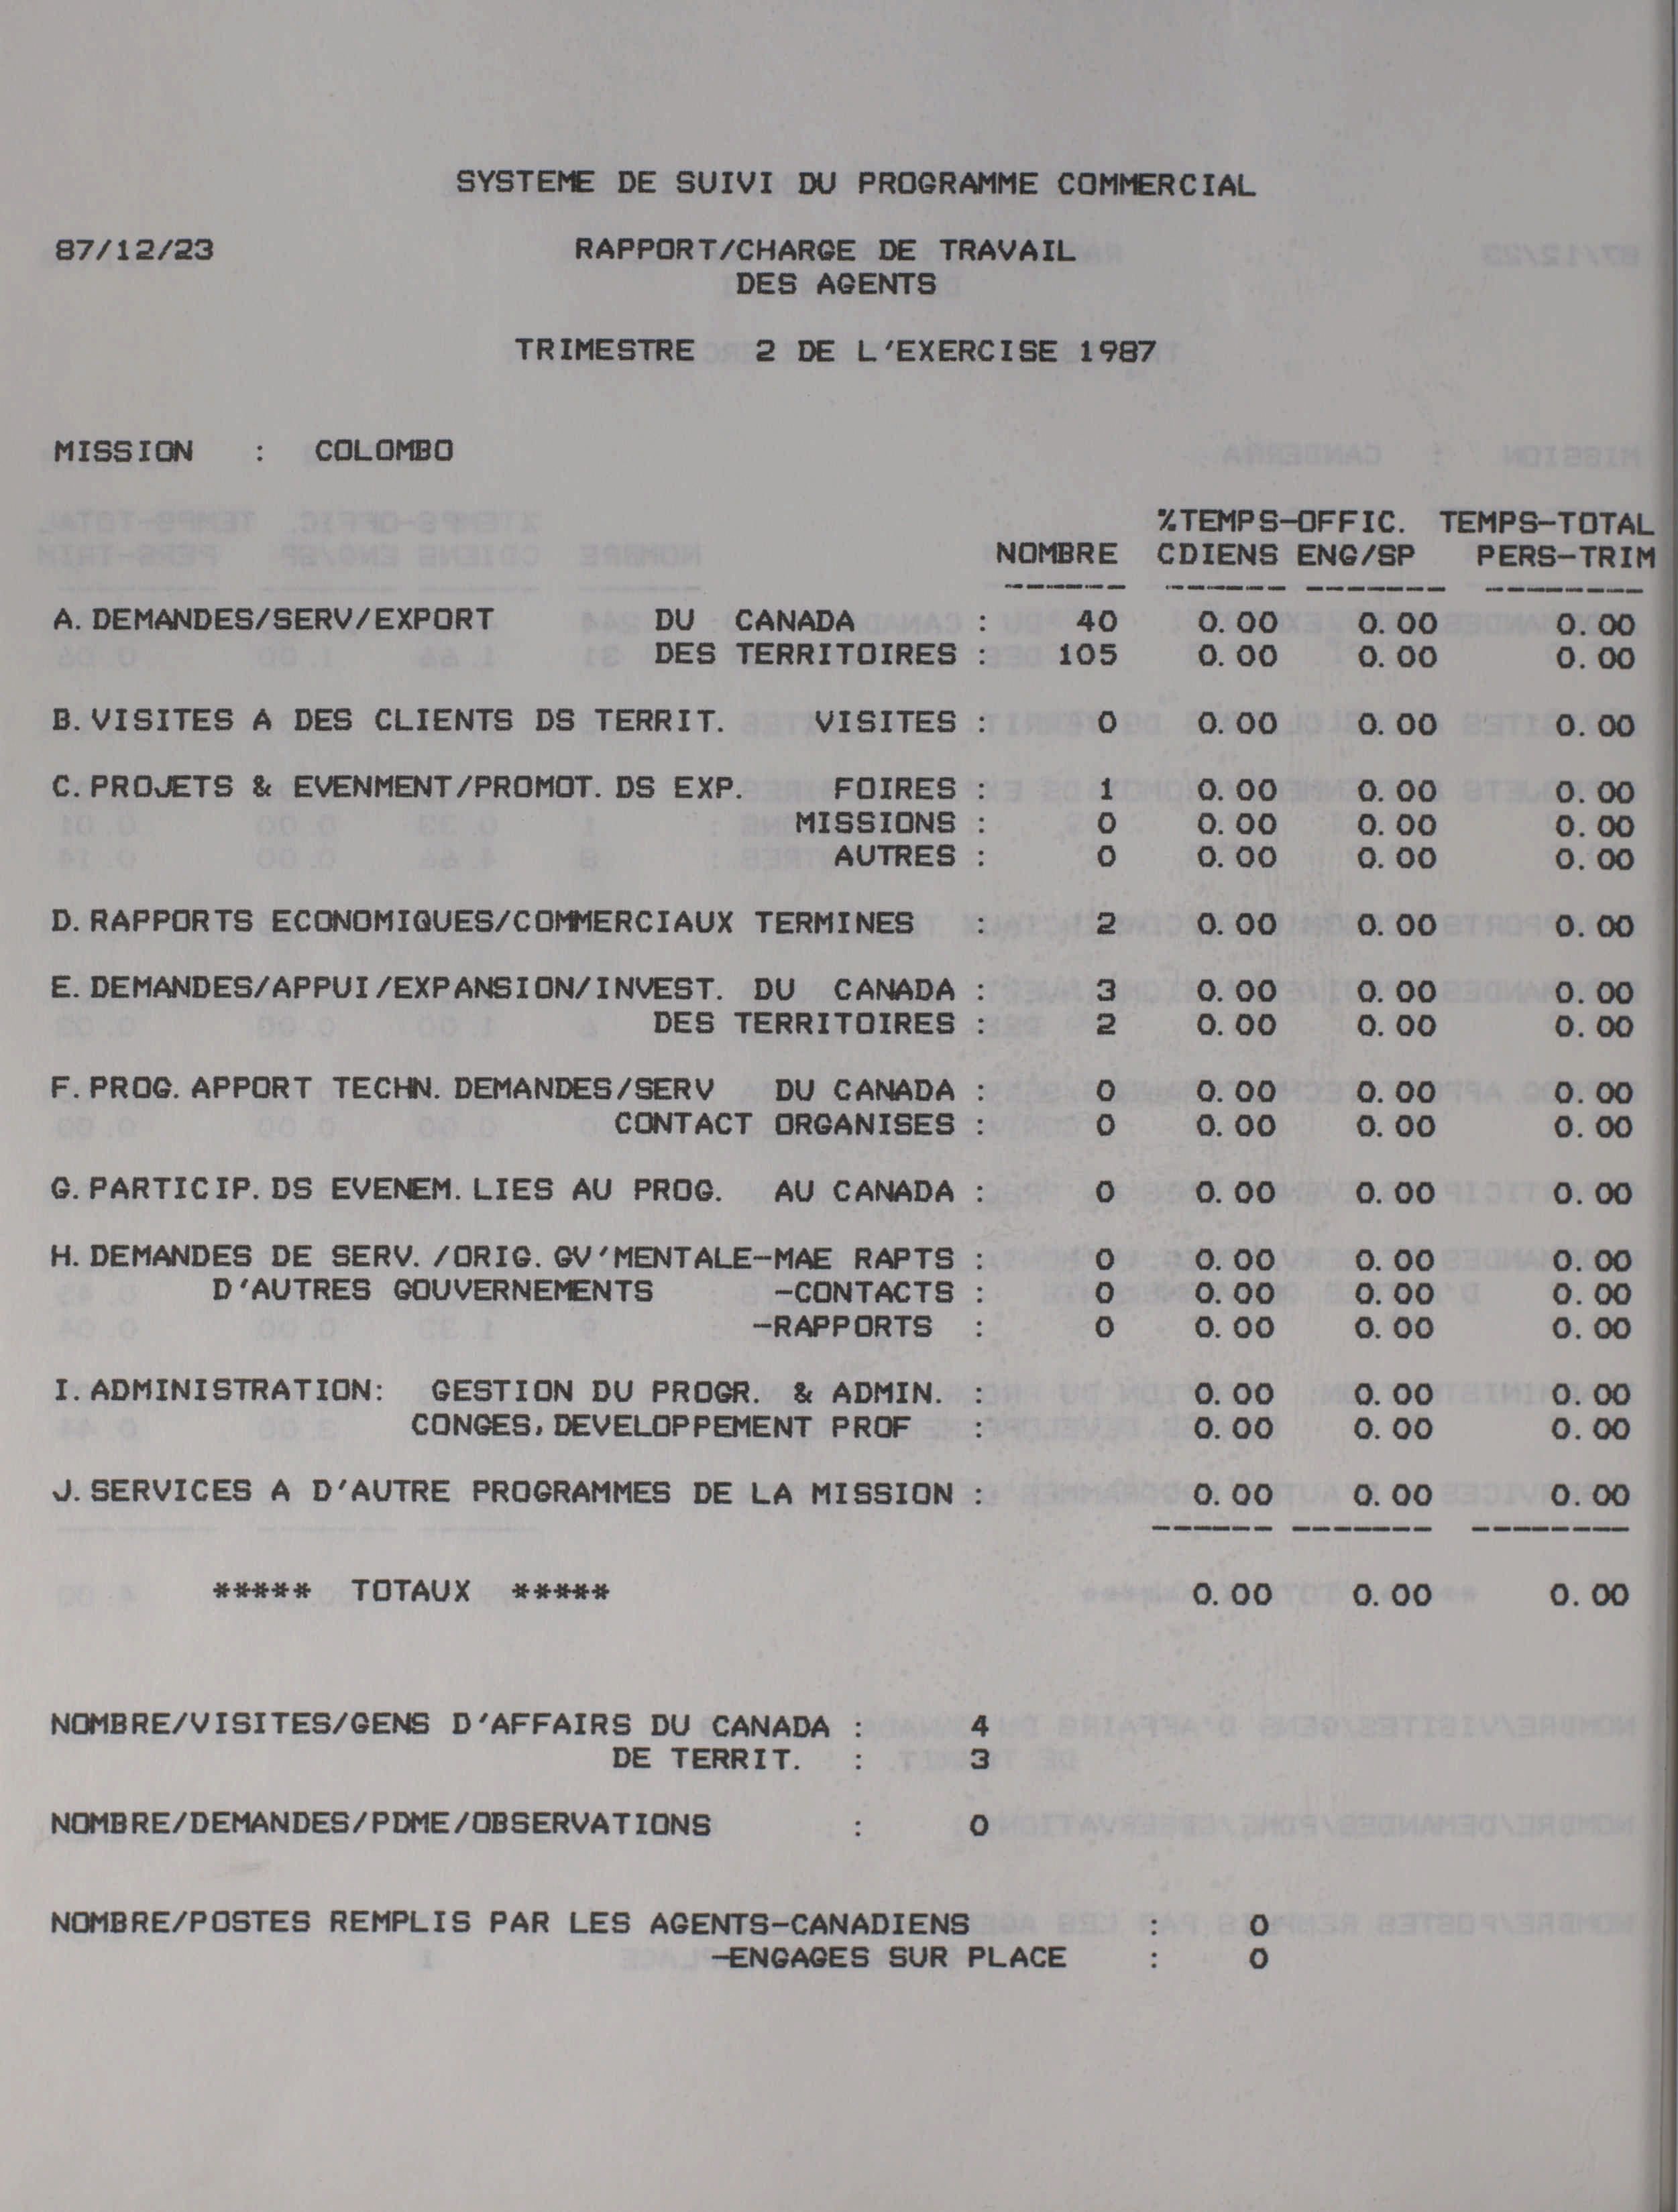 SYSTEME DE SUIVI DU PROGRAMME COMMERCIAL
87/12/23 RAPPORT/CHARGE DE TRAVAIL
DES AGENTS
TRIMESTRE 2 DE L'EXERCISE 1987
MISSION : COLOMBO
%TEMPS-OFFIC. TEMPS-TOTAL
NOMBRE CDIENS ENG/SP PERS-TRIM
------- ------- ------- --------
A. DEMANDES/SERV/EXPORT DU CANADA : 40 0.00 0.00 0.00
DES TERRITOIRES : 105 0.00 0.00 0.00
B. VISITES A DES CLIENTS DS TERRIT. VISITES : 0 0.00 0.00 0.00
C. PROJETS & EVENMENT/PROMOT. DS EXP. FOIRES : 1 0.00 0.00 0.00
MISSIONS : 0 0.00 0.00 0.00
AUTRES : 0 0.00 0.00 0.00
D. RAPPORTS ECONOMIQUES/COMMERCIAUX TERMINES : 2 0.00 0.00 0.00
E. DEMANDES/APPUI/EXPANSION/INVEST. DU CANADA : 3 0.00 0.00 0.00
DES TERRITOIRES : 2 0.00 0.00 0.00
F. PROG. APPORT TECHN. DEMANDES/SERV DU CANADA : 0 0.00 0.00 0.00
CONTACT ORGANISES : 0 0.00 0.00 0.00
G. PARTICIP. DS EVENEM. LIES AU PROG. AU CANADA : 0 0.00 0.00 0.00
H. DEMANDES DE SERV. /ORIG. GV'MENTALE-MAE RAPTS : 0 0.00 0.00 0.00
D'AUTRES GOUVERNEMENTS -CONTACTS : 0 0.00 0.00 0.00
-RAPPORTS : 0 0.00 0.00 0.00
I. ADMINISTRATION: GESTION DU PROGR. & ADMIN. : 0.00 0.00 0.00
CONGES, DEVELOPPEMENT PROF : 0.00 0.00 0.00
J. SERVICES A D'AUTRE PROGRAMMES DE LA MISSION : 0.00 0.00 0.00
------ ------- --------
***** TOTAUX ***** 0.00 0.00 0.00
NOMBRE/VISITES/GENS D'AFFAIRS DU CANADA : 4
DE TERRIT. : 3
NOMBRE/DEMANDES/PDME/OBSERVATIONS : 0
NOMBRE/POSTES REMPLIS PAR LES AGENTS-CANADIENS : 0
-ENGAGES SUR PLACE : 0